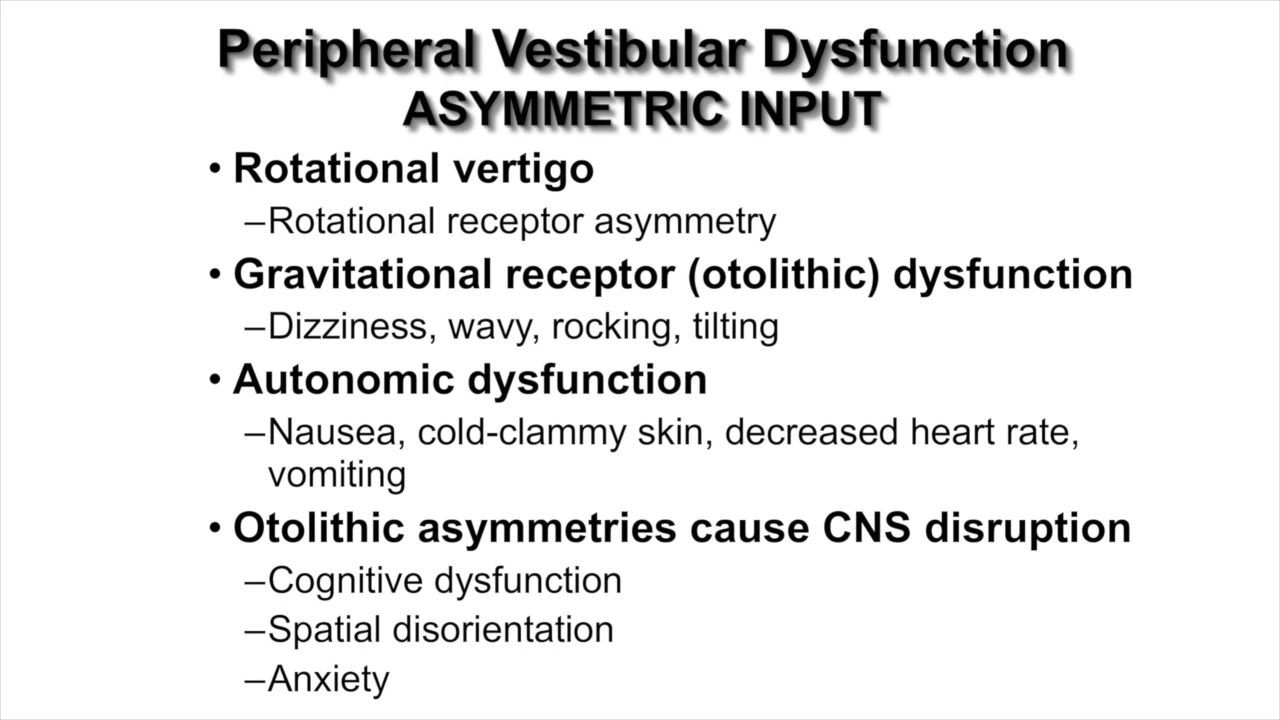 Peripheral Vestibular Dysfunction
ASYMMETRIC INPUT
• Rotational vertigo
–Rotational receptor asymmetry
• Gravitational receptor (otolithic) dysfunction
–Dizziness, wavy, rocking, tilting
• Autonomic dysfunction
–Nausea, cold-clammy skin, decreased heart rate,
vomiting
• Otolithic asymmetries cause CNS disruption
–Cognitive dysfunction
–Spatial disorientation
–Anxiety